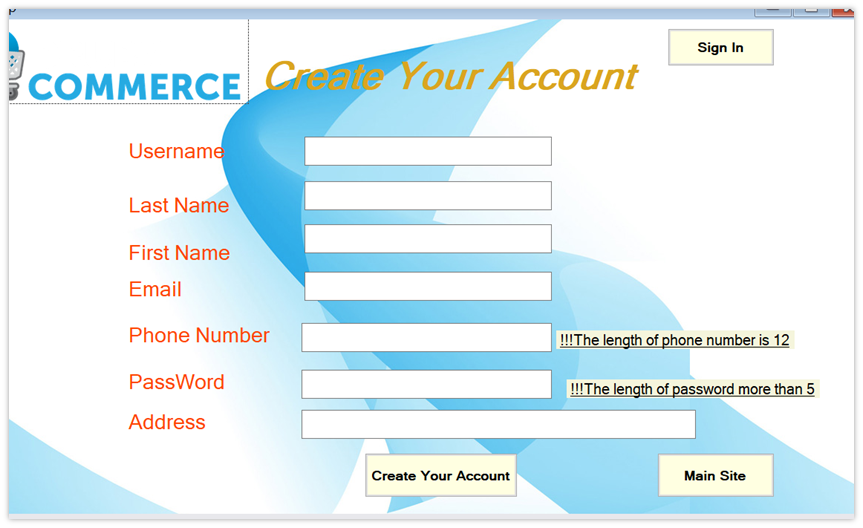 COMMERCE
Create Your Account
Sign In
Username
Last Name
First Name
Email
Phone Number
!!!The length of phone number is 12
PassWord
!!!The length of password more than 5
Address
Create Your Account
Main Site